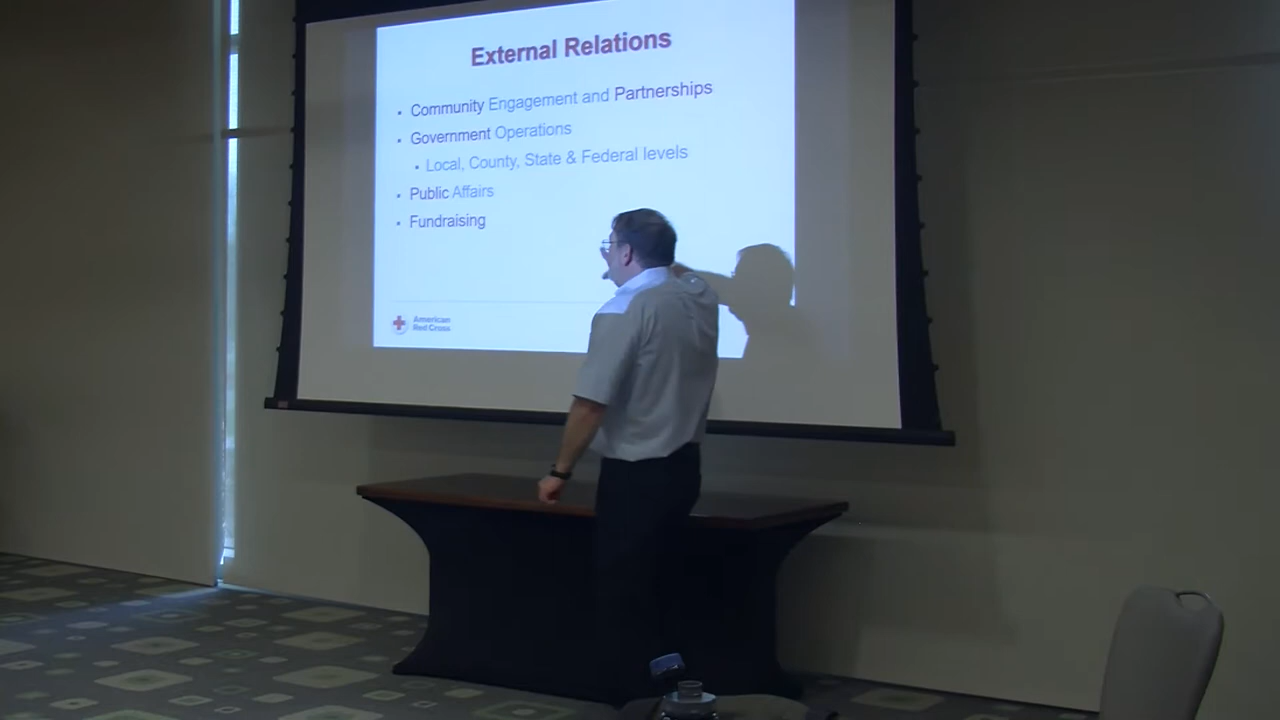 External Relations
Community Engagement and Partnerships
Government Operations
Local, County, State & Federal levels
Public Affairs
Fundraising
American
Red Cross